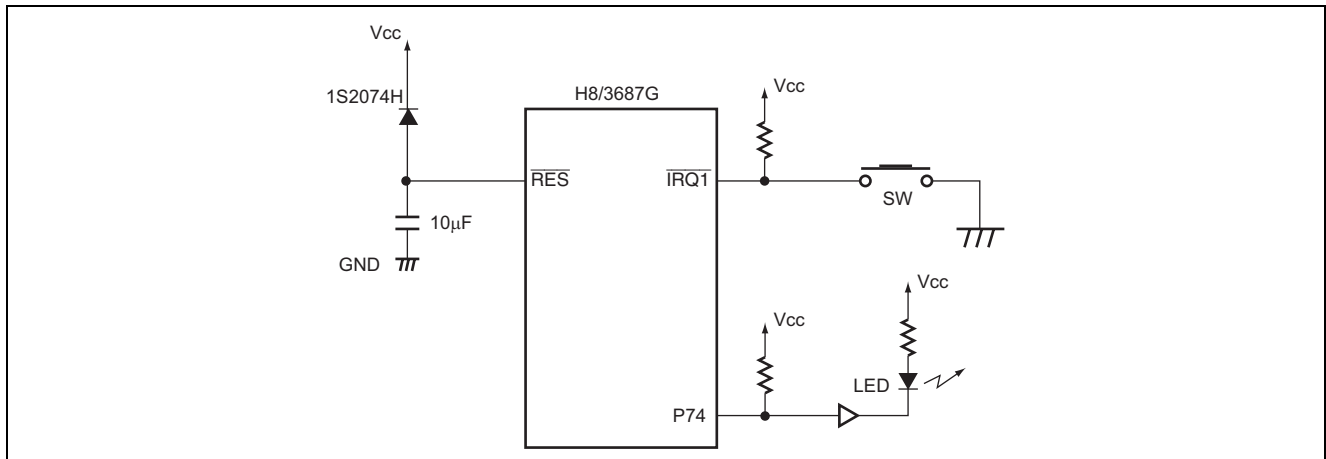 Vcc
1S2074H
H8/3687G
Vcc
RES
IRQ1
SW
10μF
GND
Vcc
Vcc
LED
P74